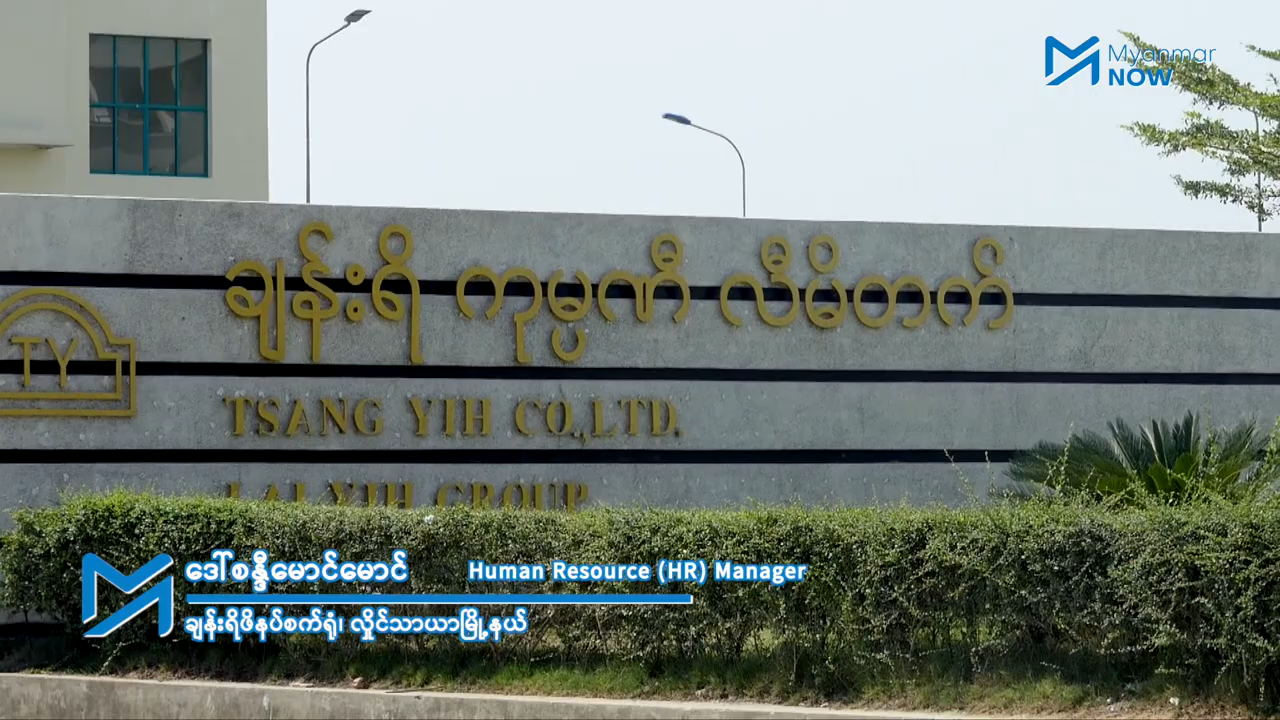 Myanmar
NOW
ချန်းရိ ကုမ္ပဏီ လီမိတက်
TY
TSANG YIH CO.,LTD.
LAI YIH GROUP
ဒေါ်စန္ဒီမောင်မောင် Human Resource (HR) Manager
ချန်းရိဖိနပ်စက်ရုံ၊ လှိုင်သာယာမြို့နယ်